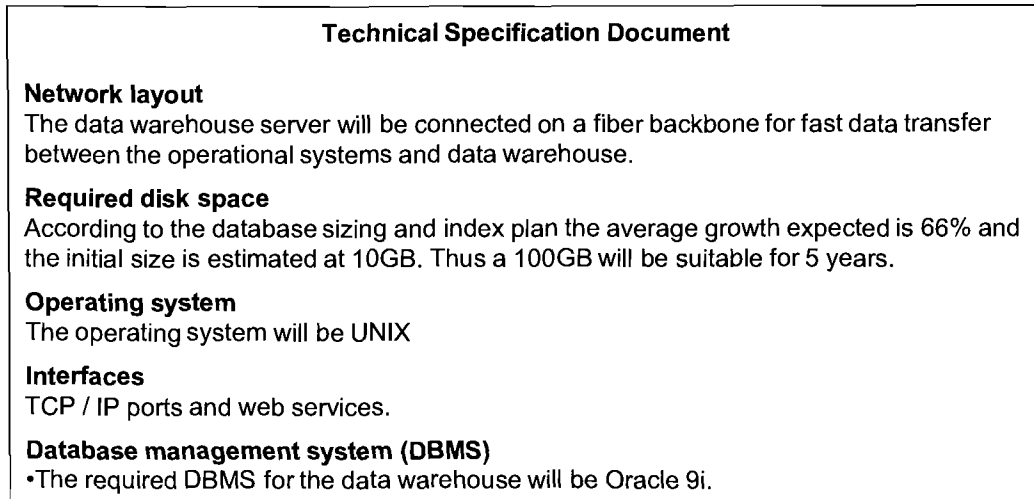 Technical Specification Document
Network layout
The data warehouse server will be connected on a fiber backbone for fast data transfer
between the operational systems and data warehouse.
Required disk space
According to the database sizing and index plan the average growth expected is 66% and
the initial size is estimated at 10GB. Thus a 100GB will be suitable for 5 years.
Operating system
The operating system will be UNIX
Interfaces
TCP / IP ports and web services.
Database management system (DBMS)
•The required DBMS for the data warehouse will be Oracle 9i.